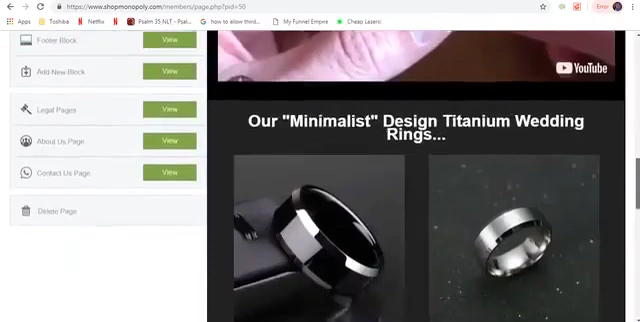 https://www.shopmonopoly.com/members/page.php?pid=50
Error
Apps
Toshiba
Netflix
Netflix
Psalm 35 NLT - Psal...
how to allow third...
My Funnel Empire
Cheap Lasers!
Footer Block
View
Add New Block
View
Legal Pages
View
About Us Page
View
Contact Us Page
View
Delete Page
YouTube
Our "Minimalist" Design Titanium Wedding
Rings...